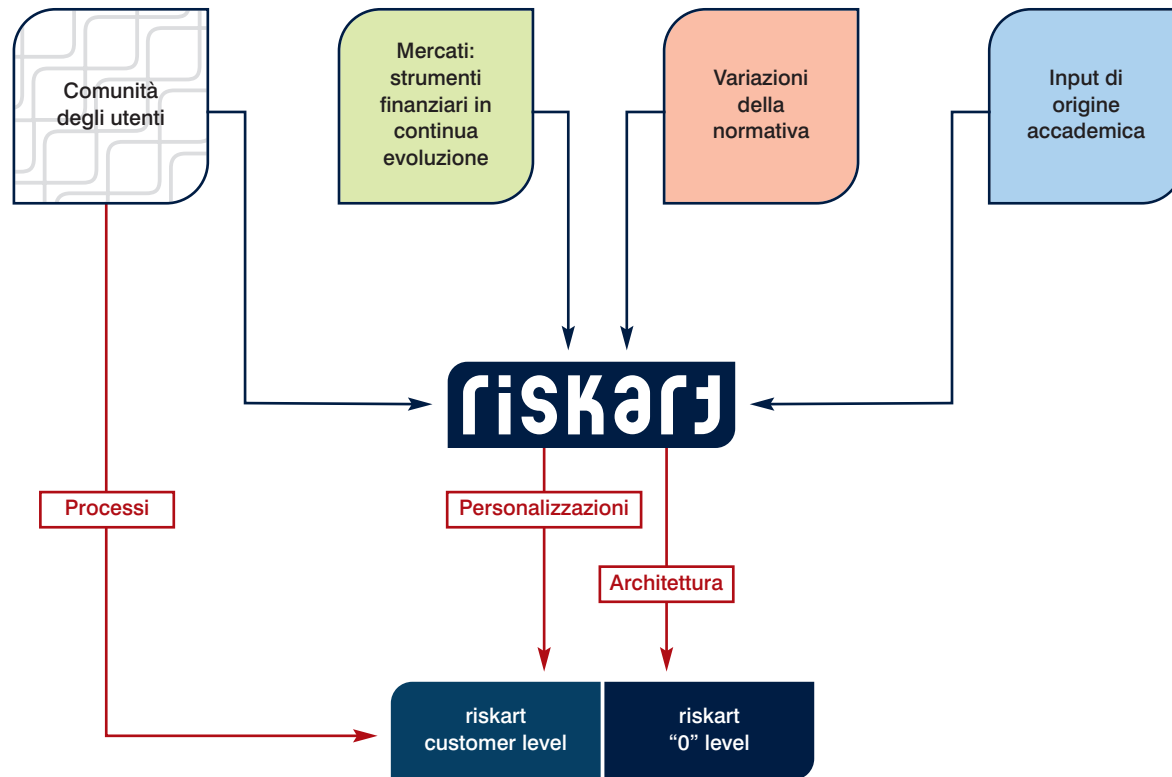 Comunità
degli utenti
Mercati:
strumenti
finanziari in
continua
evoluzione
Variazioni
della
normativa
Input di
origine
accademica
riskart
Processi
Personalizzazioni
Architettura
riskart
customer level
riskart
“0” level